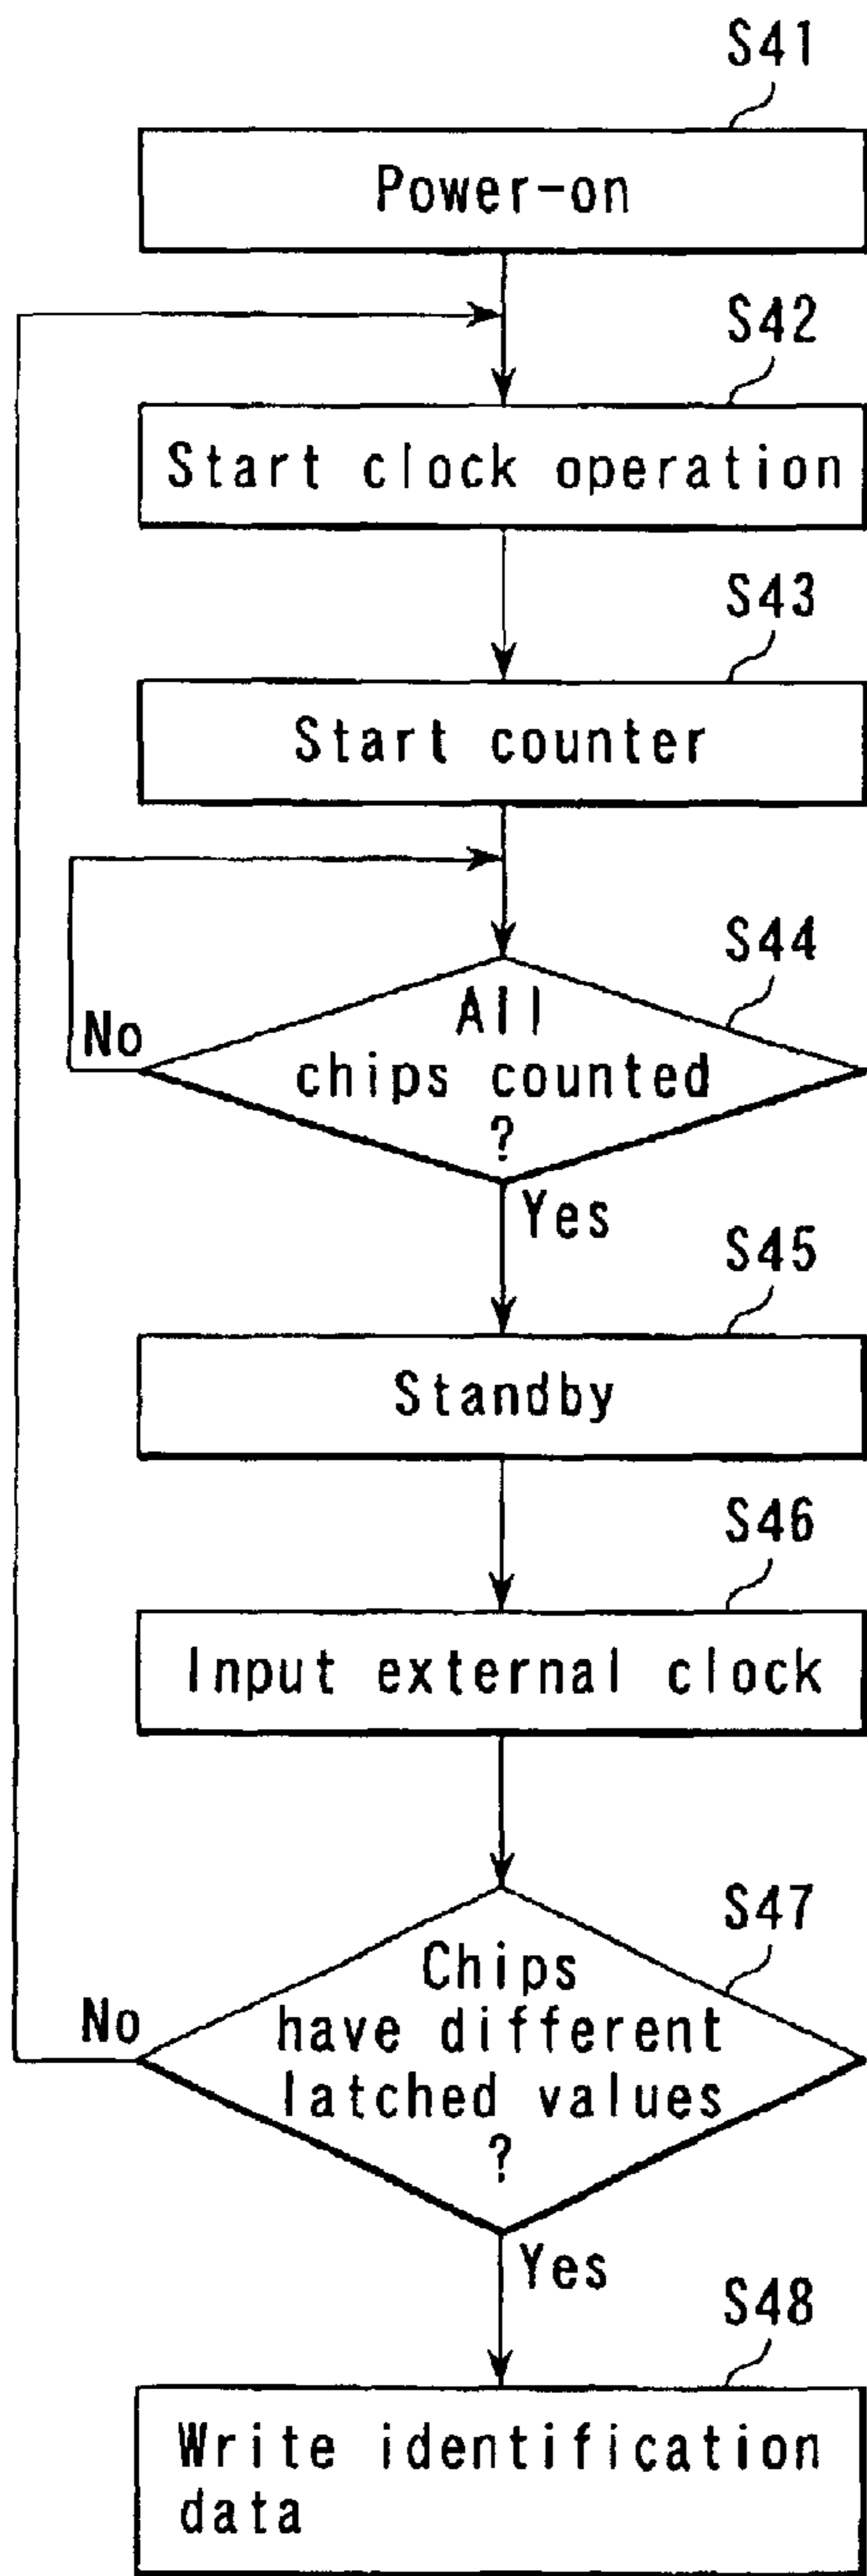 S41
Power-on
S42
Start clock operation
S43
Start counter
S44
All
chips counted
?
No
Yes
S45
Standby
S46
Input external clock
S47
Chips
have different
latched values
?
No
Yes
S48
Write identification
data